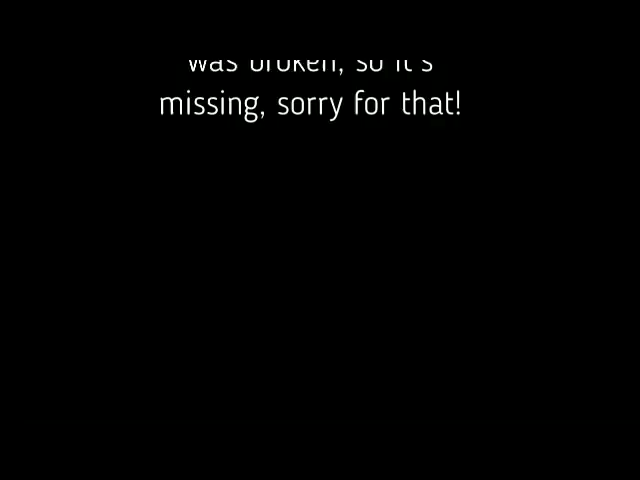 was broken, so it's
missing, sorry for that!